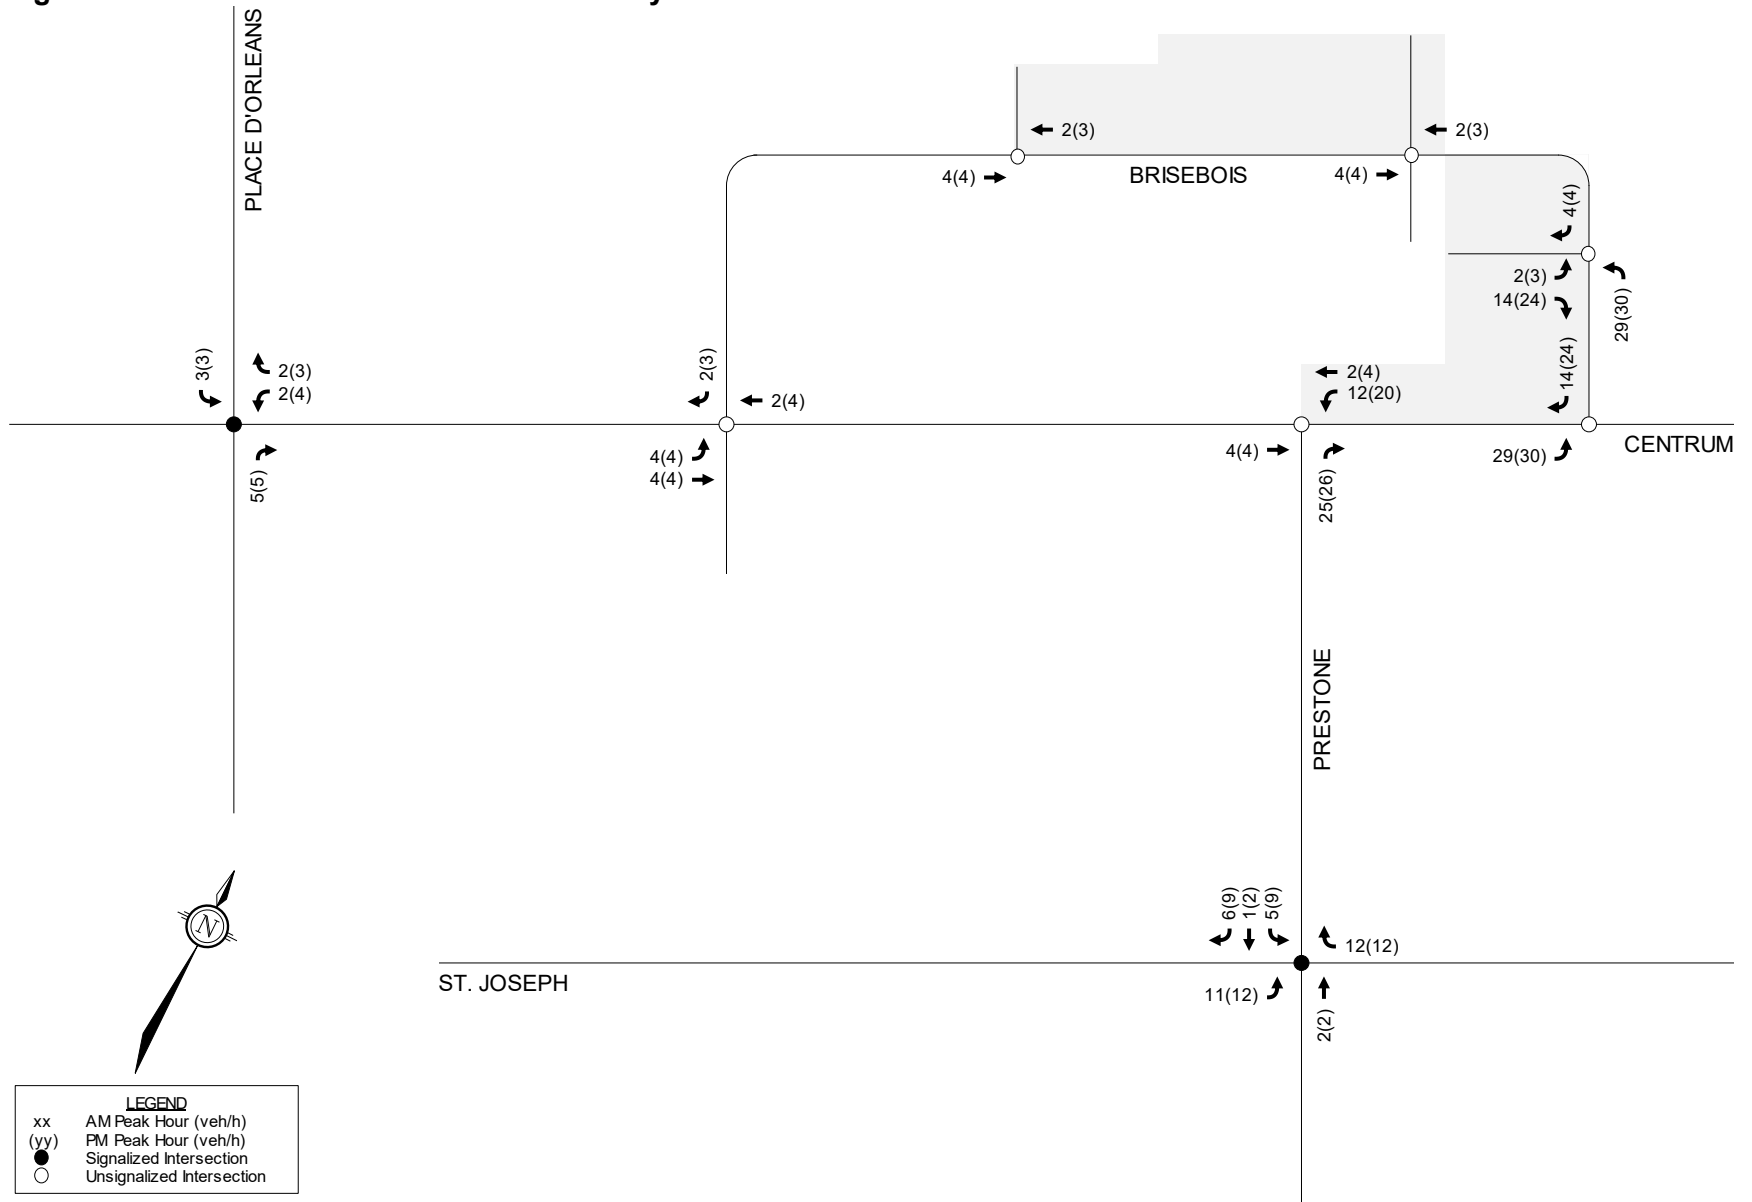 PLACE D'ORLEANS
2(3)
2(3)
4(4)
BRISEBOIS
4(4)
4(4)
2(3)
14(24)
29(30)
3(3)
2(3)
2(4)
2(3)
2(4)
2(4)
12(20)
14(24)
5(5)
4(4)
4(4)
4(4)
25(26)
29(30)
CENTRUM
PRESTONE
6(9)
1(2)
5(9)
12(12)
ST. JOSEPH
11(12)
2(2)
N
LEGEND
xx AM Peak Hour (veh/h)
(yy) PM Peak Hour (veh/h)
Signalized Intersection
Unsignalized Intersection